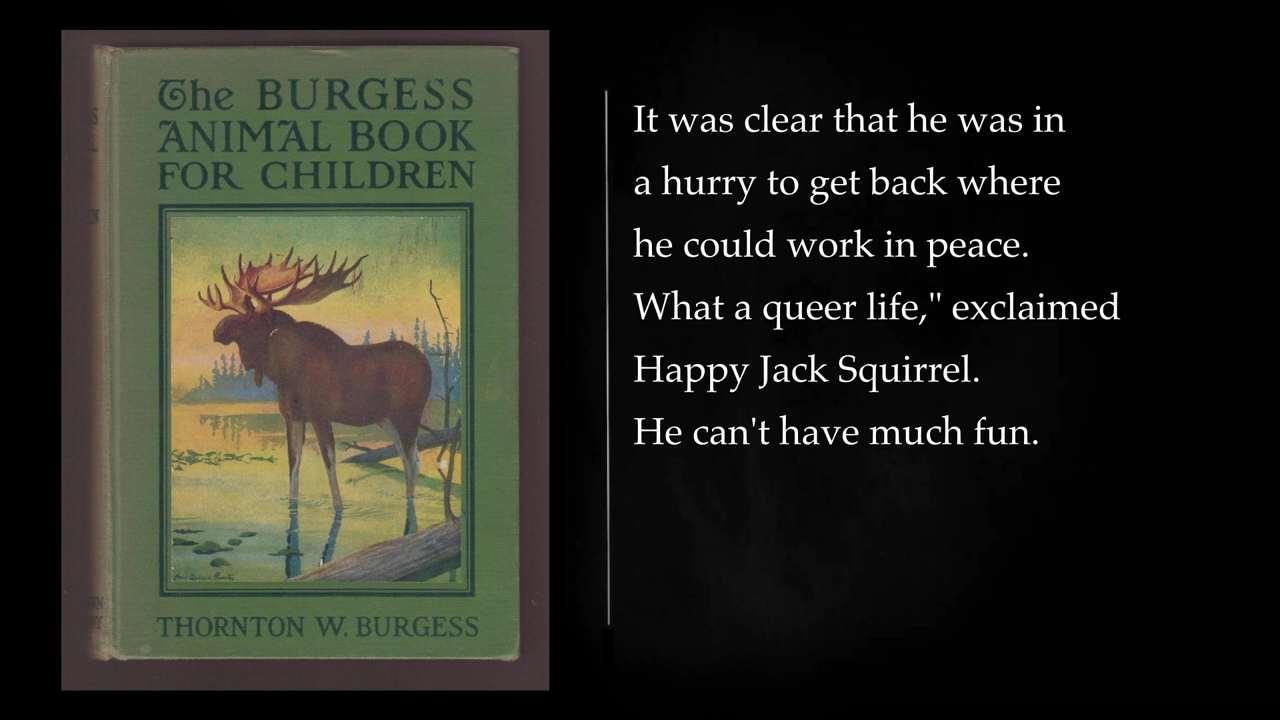 The BURGESS
ANIMAL BOOK
FOR CHILDREN
THORNTON W. BURGESS
It was clear that he was in
a hurry to get back where
he could work in peace.
What a queer life," exclaimed
Happy Jack Squirrel.
He can't have much fun.